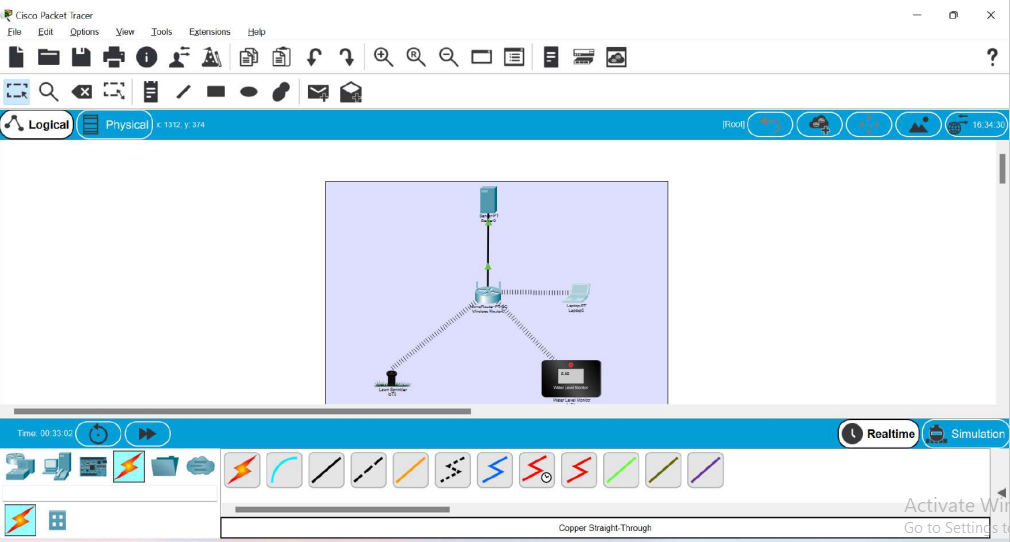 Cisco Packet Tracer
File Edit Options View Tools Extensions Help
Logical Physical x: 1312, y: 374 [Root] 16:34:30
Server-PT
Server0
HomeRouter-PT-AC
Wireless Router0
Laptop-PT
Laptop0
Lawn Sprinkler
Water Level Monitor
Water Level Monitor
Time: 00:33:02 Realtime Simulation
Copper Straight-Through
Activate Wi
Go to Settings t